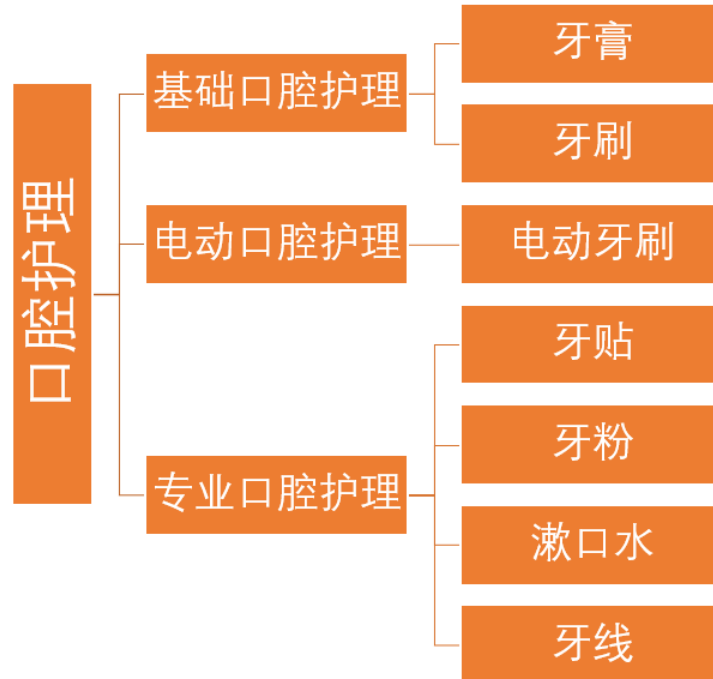 口腔护理
基础口腔护理
牙膏
牙刷
电动口腔护理
电动牙刷
专业口腔护理
牙贴
牙粉
漱口水
牙线